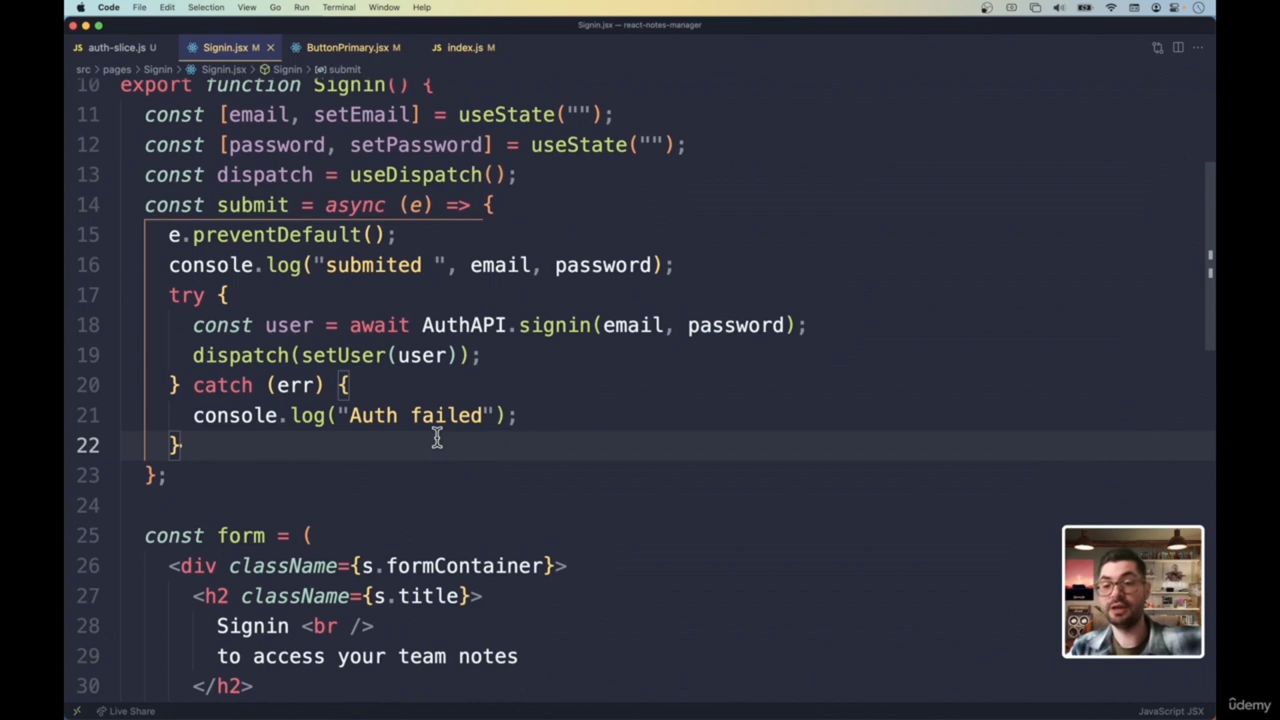 Code File Edit Selection View Go Run Terminal Window Help
Signin.jsx — react-notes-manager
auth-slice.js U Signin.jsx M ButtonPrimary.jsx M index.js M
src > pages > Signin > Signin.jsx > Signin > submit
10 export function Signin() {
11 const [email, setEmail] = useState("");
12 const [password, setPassword] = useState("");
13 const dispatch = useDispatch();
14 const submit = async (e) => {
15 e.preventDefault();
16 console.log("submited ", email, password);
17 try {
18 const user = await AuthAPI.signin(email, password);
19 dispatch(setUser(user));
20 } catch (err) {
21 console.log("Auth failed");
22 }
23 };
24
25 const form = (
26 <div className={s.formContainer}>
27 <h2 className={s.title}>
28 Signin <br />
29 to access your team notes
30 </h2>
Live Share JavaScript JSX
ûdemy